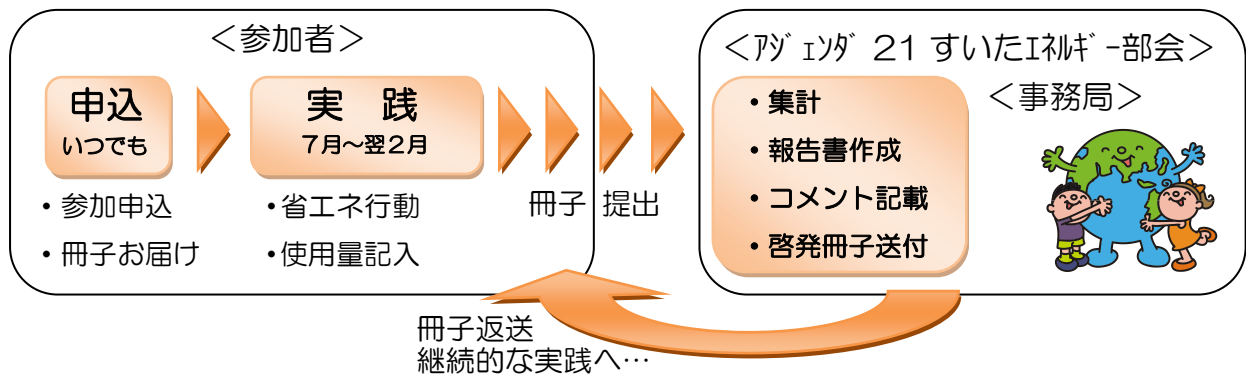 ＜参加者＞
申込
いつでも
・参加申込
・冊子お届け
実　践
7月～翌2月
・省エネ行動
・使用量記入
冊子 提出
＜ｱｼﾞｪﾝﾀﾞ 21 すいたｴﾈﾙｷﾞｰ部会＞
・集計
・報告書作成
・コメント記載
・啓発冊子送付
＜事務局＞
冊子返送
継続的な実践へ…